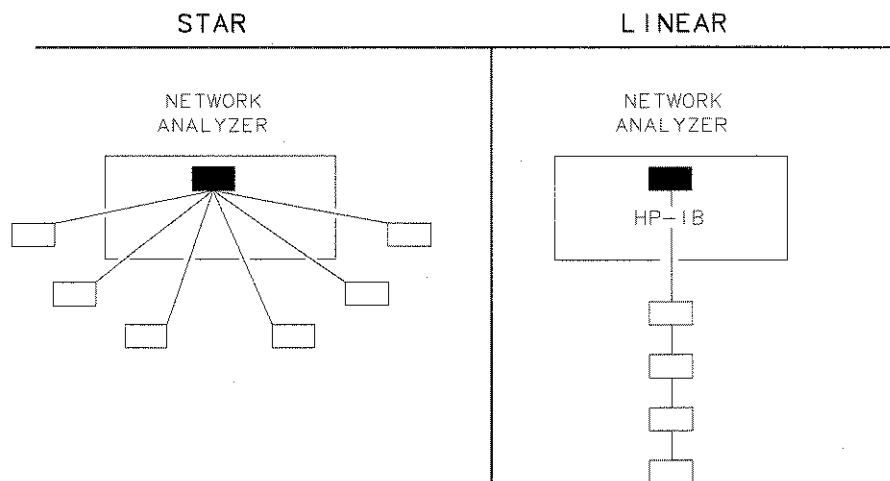 STAR
LINEAR
NETWORK
ANALYZER
NETWORK
ANALYZER
HP-IB